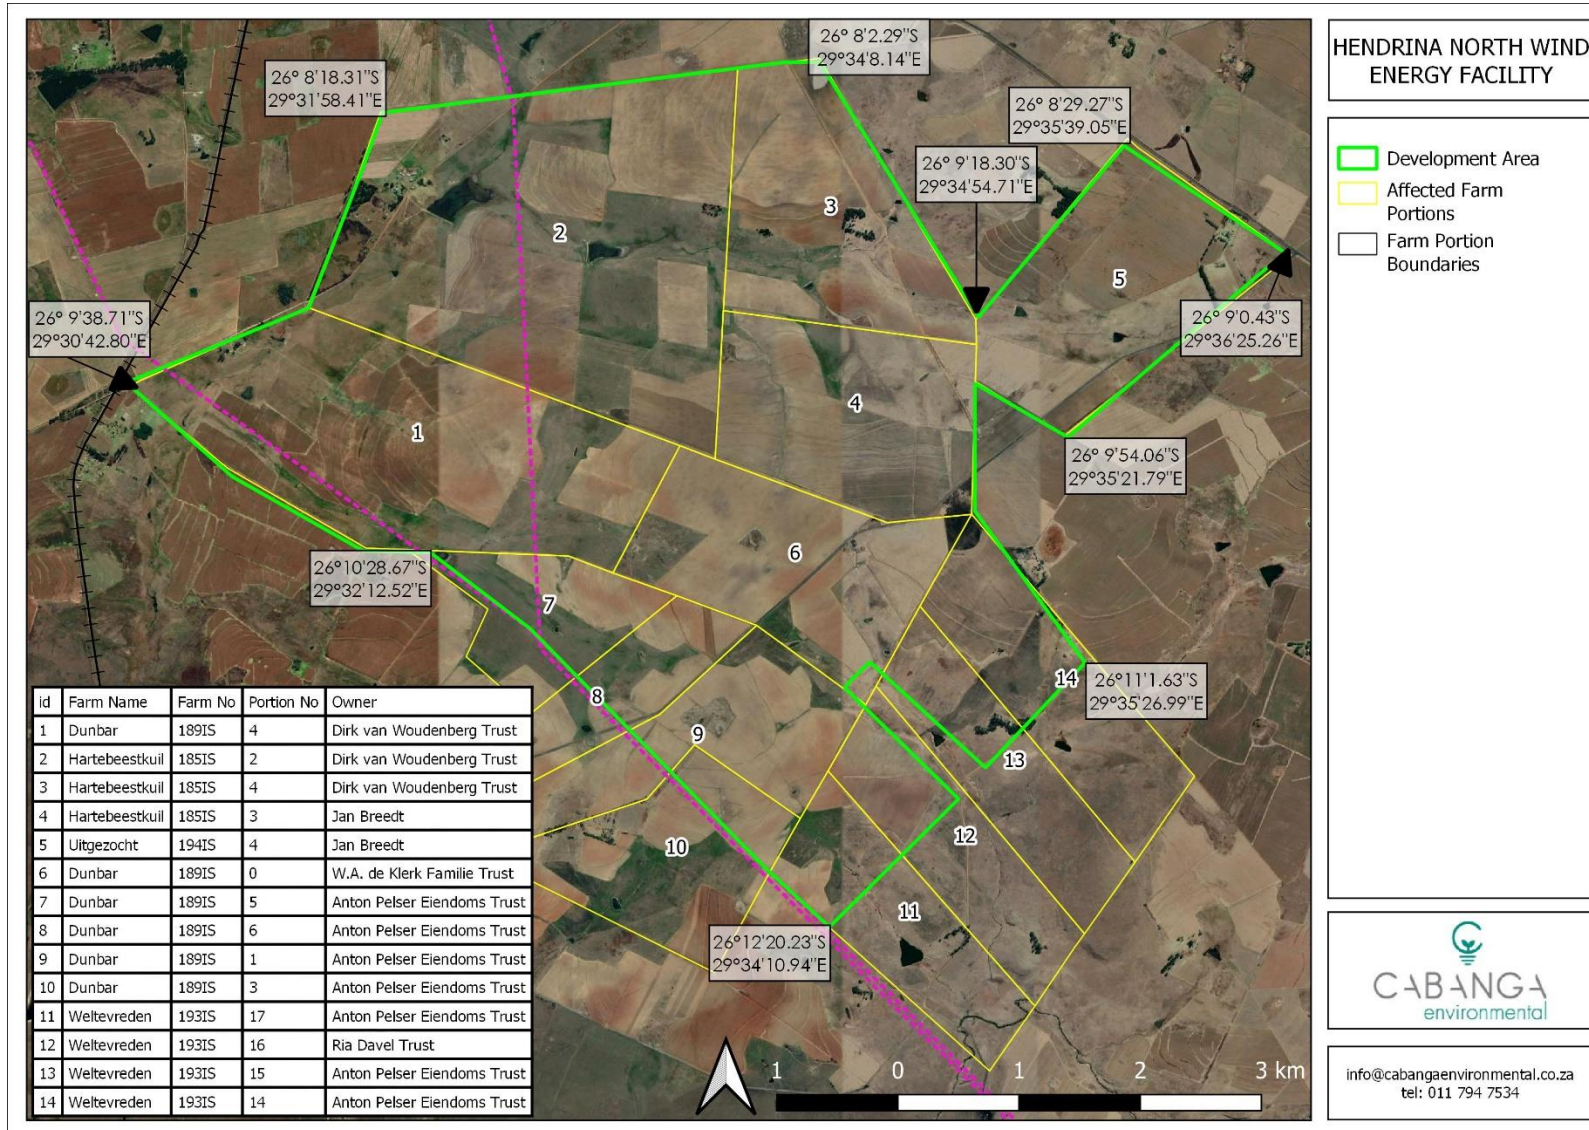 HENDRINA NORTH WIND
ENERGY FACILITY
Development Area
Affected Farm
Portions
Farm Portion
Boundaries
26° 8'18.31"S
29°31'58.41"E
26° 8'2.29"S
29°34'8.14"E
26° 8'29.27"S
29°35'39.05"E
26° 9'18.30"S
29°34'54.71"E
3
2
5
26° 9'38.71"S
29°30'42.80"E
26° 9'0.43"S
29°36'25.26"E
4
1
26° 9'54.06"S
29°35'21.79"E
6
26°10'28.67"S
29°32'12.52"E
7
14
26°11'1.63"S
29°35'26.99"E
8
9
13
12
10
11
26°12'20.23"S
29°34'10.94"E
id Farm Name Farm No Portion No Owner
1 Dunbar 189IS 4 Dirk van Woudenberg Trust
2 Hartebeestkuil 185IS 2 Dirk van Woudenberg Trust
3 Hartebeestkuil 185IS 4 Dirk van Woudenberg Trust
4 Hartebeestkuil 185IS 3 Jan Breedt
5 Uitgezocht 194IS 4 Jan Breedt
6 Dunbar 189IS 0 W.A. de Klerk Familie Trust
7 Dunbar 189IS 5 Anton Pelser Eiendoms Trust
8 Dunbar 189IS 6 Anton Pelser Eiendoms Trust
9 Dunbar 189IS 1 Anton Pelser Eiendoms Trust
10 Dunbar 189IS 3 Anton Pelser Eiendoms Trust
11 Weltevreden 193IS 17 Anton Pelser Eiendoms Trust
12 Weltevreden 193IS 16 Ria Davel Trust
13 Weltevreden 193IS 15 Anton Pelser Eiendoms Trust
14 Weltevreden 193IS 14 Anton Pelser Eiendoms Trust
1 0 1 2 3 km
CABANGA
environmental
info@cabangaenvironmental.co.za
tel: 011 794 7534